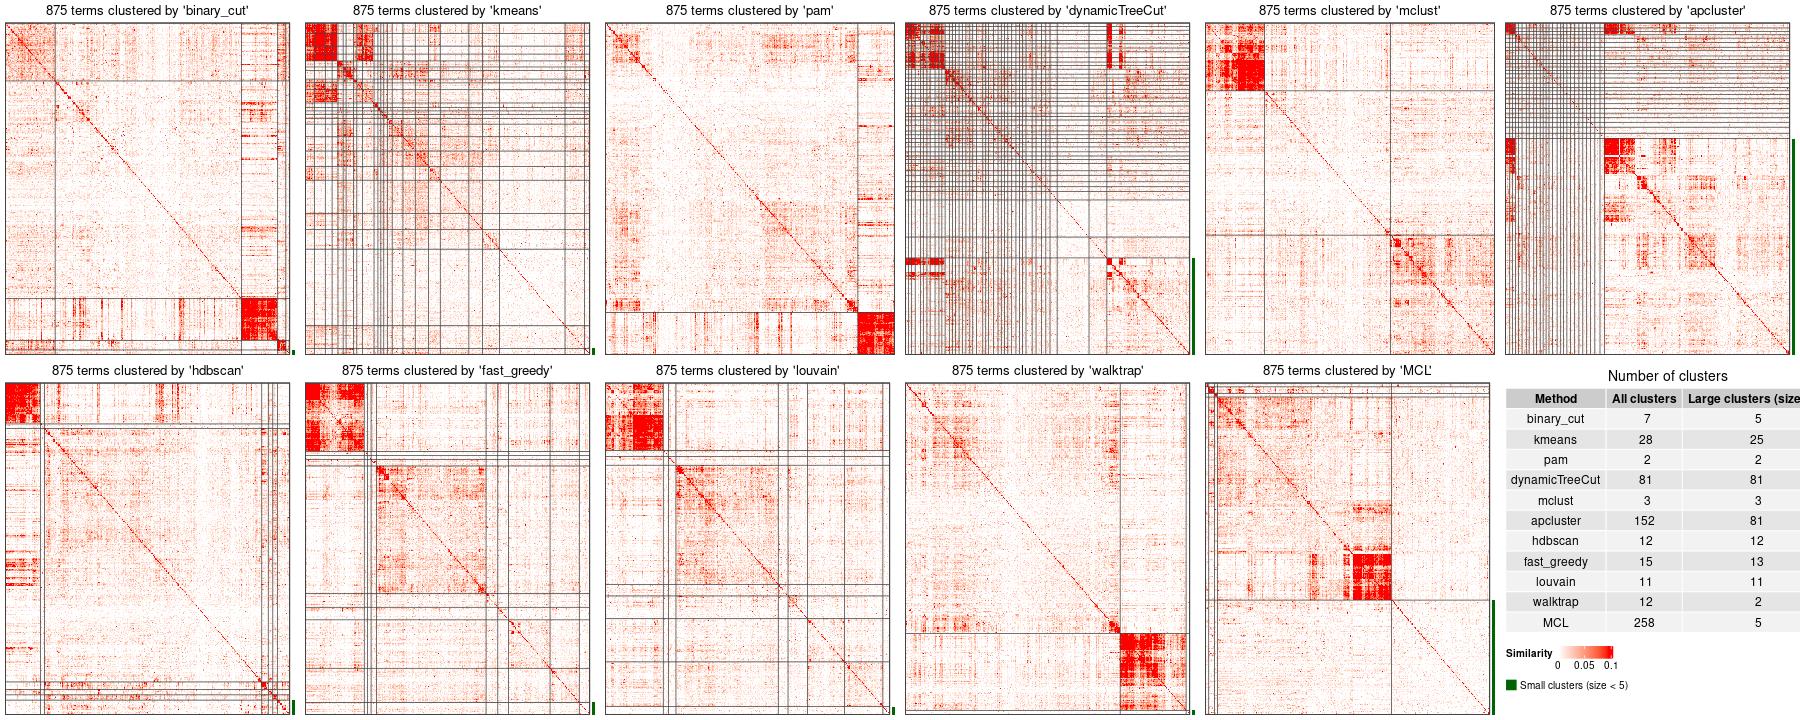 875 terms clustered by 'binary_cut'
875 terms clustered by 'kmeans'
875 terms clustered by 'pam'
875 terms clustered by 'dynamicTreeCut'
875 terms clustered by 'mclust'
875 terms clustered by 'apcluster'
875 terms clustered by 'hdbscan'
875 terms clustered by 'fast_greedy'
875 terms clustered by 'louvain'
875 terms clustered by 'walktrap'
875 terms clustered by 'MCL'
Number of clusters
Method All clusters Large clusters (size
binary_cut 7 5
kmeans 28 25
pam 2 2
dynamicTreeCut 81 81
mclust 3 3
apcluster 152 81
hdbscan 12 12
fast_greedy 15 13
louvain 11 11
walktrap 12 2
MCL 258 5
Similarity
0 0.05 0.1
Small clusters (size < 5)